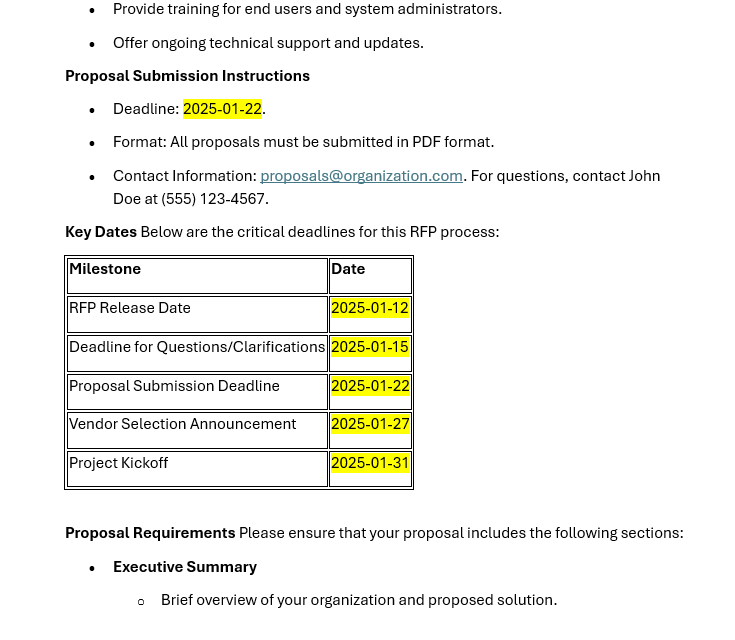 Provide training for end users and system administrators.
Offer ongoing technical support and updates.
Proposal Submission Instructions
Deadline: 2025-01-22.
Format: All proposals must be submitted in PDF format.
Contact Information: proposals@organization.com. For questions, contact John
Doe at (555) 123-4567.
Key Dates Below are the critical deadlines for this RFP process:
Milestone Date
RFP Release Date 2025-01-12
Deadline for Questions/Clarifications 2025-01-15
Proposal Submission Deadline 2025-01-22
Vendor Selection Announcement 2025-01-27
Project Kickoff 2025-01-31
Proposal Requirements Please ensure that your proposal includes the following sections:
Executive Summary
Brief overview of your organization and proposed solution.